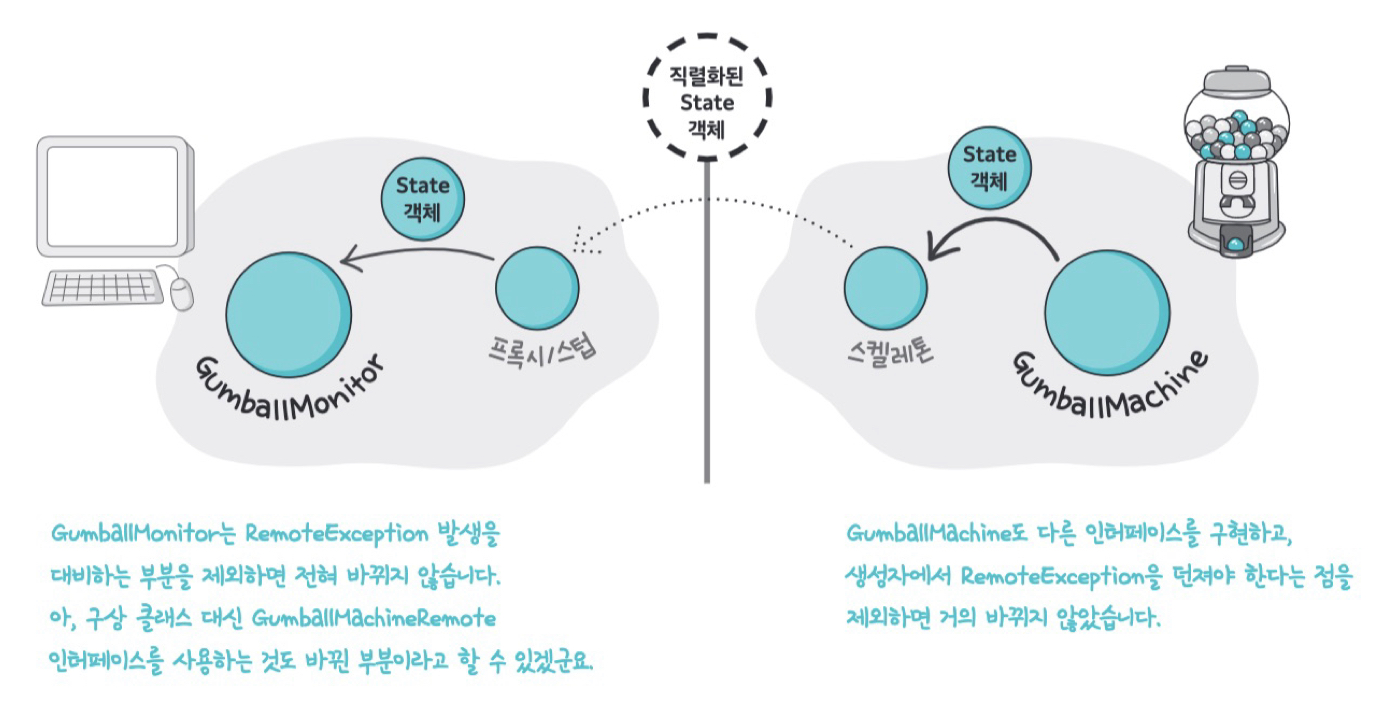 직렬화된
State
객체
State
객체
State
객체
프록시/스텁
스켈레톤
GumballMonitor
GumballMachine
GumballMonitor는 RemoteException 발생을
대비하는 부분을 제외하면 전혀 바뀌지 않습니다.
아, 구상 클래스 대신 GumballMachineRemote
인터페이스를 사용하는 것도 바뀐 부분이라고 할 수 있겠군요.
GumballMachine도 다른 인터페이스를 구현하고,
생성자에서 RemoteException을 던져야 한다는 점을
제외하면 거의 바뀌지 않았습니다.